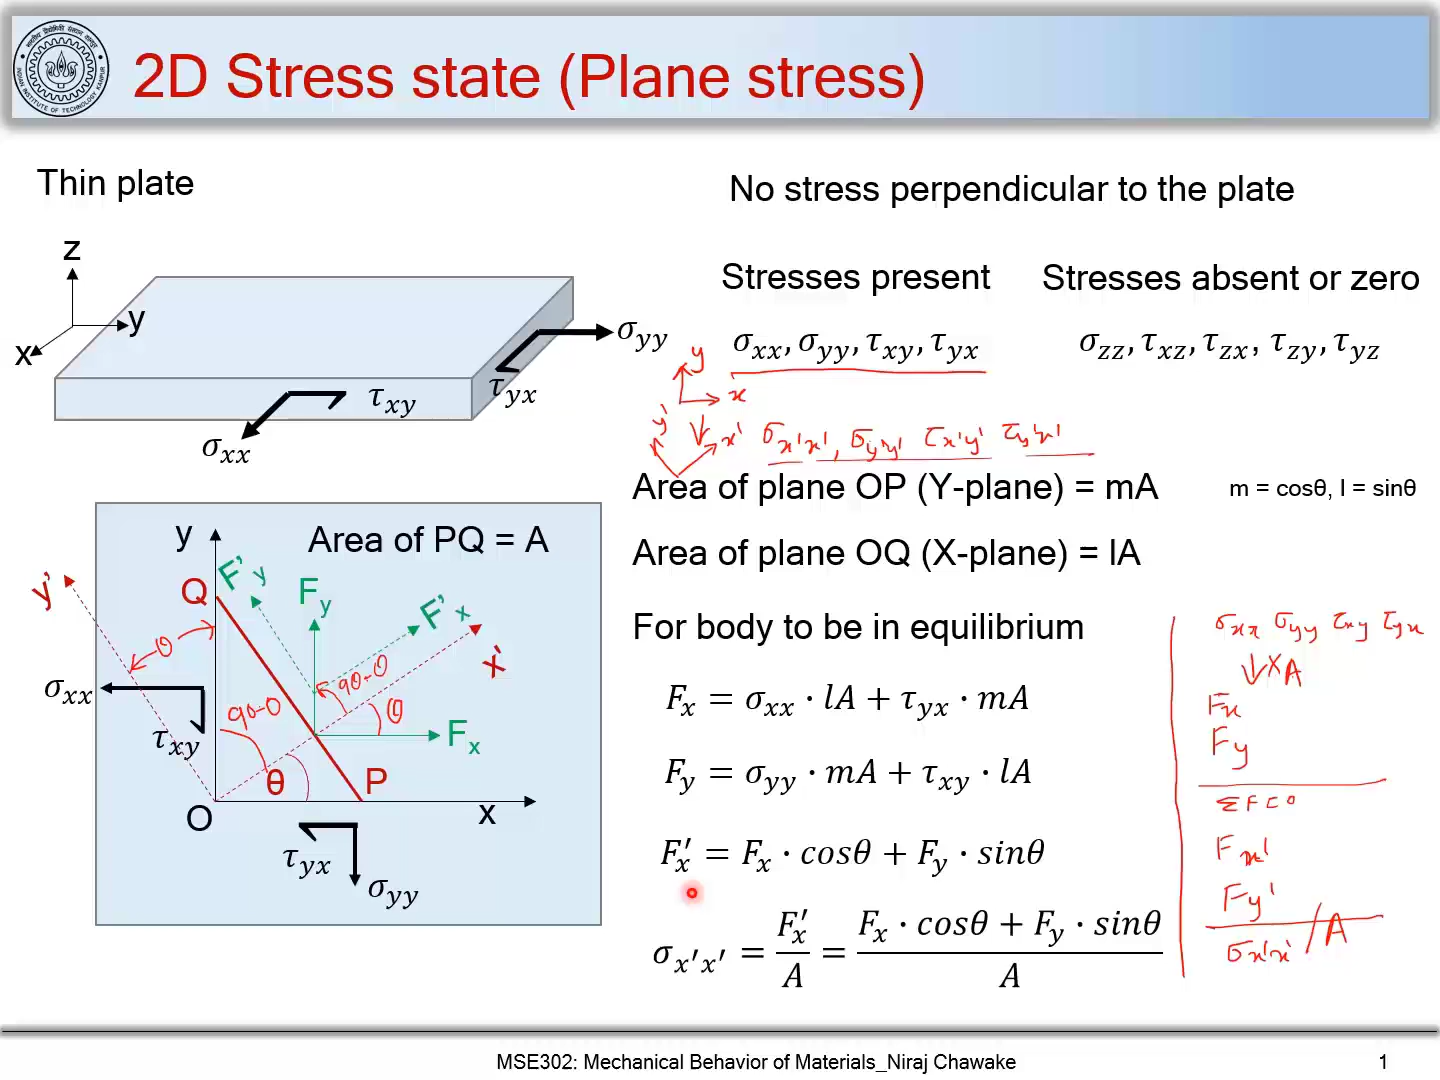 2D Stress state (Plane stress)
Thin plate
No stress perpendicular to the plate
z
y
x
σyy
τyx
τxy
σxx
Stresses present
Stresses absent or zero
σxx, σyy, τxy, τyx
σzz, τxz, τzx, τzy, τyz
y
x
y'
x'
σx'x', σy'y' τx'y' τy'x'
Area of plane OP (Y-plane) = mA
m = cosθ, l = sinθ
Area of plane OQ (X-plane) = lA
For body to be in equilibrium
Fx = σxx · lA + τyx · mA
Fy = σyy · mA + τxy · lA
F'x = Fx · cosθ + Fy · sinθ
σx'x' = F'x / A = (Fx · cosθ + Fy · sinθ) / A
σxx σyy τxy τyx
↓ × A
Fx
Fy
ΣF = 0
Fx'
Fy'
σx'x' / A
Area of PQ = A
y
y'
Q
F'y
Fy
F'x
x'
θ
90-θ
θ
σxx
90-θ
τxy
Fx
θ
P
O
x
τyx
σyy
MSE302: Mechanical Behavior of Materials_Niraj Chawake
1